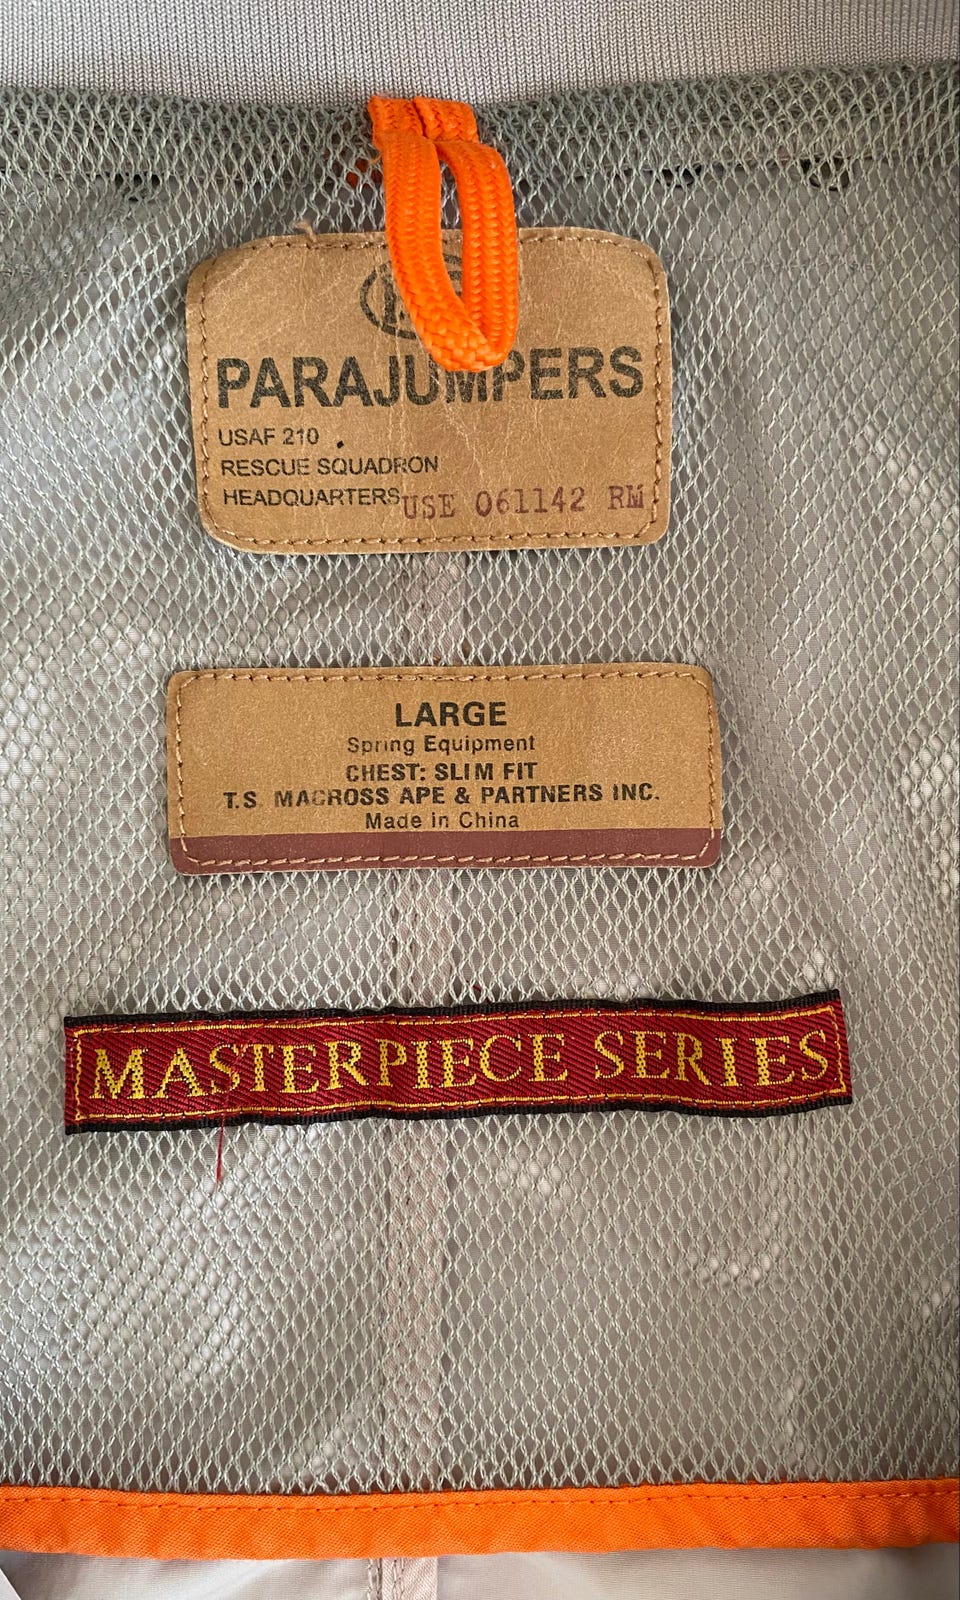 PARAJUMPERS
USAF 210
RESCUE SQUADRON
HEADQUARTERS USE 061142 RM
LARGE
Spring Equipment
CHEST: SLIM FIT
T.S. MACROSS APE & PARTNERS INC.
Made in China
MASTERPIECE SERIES